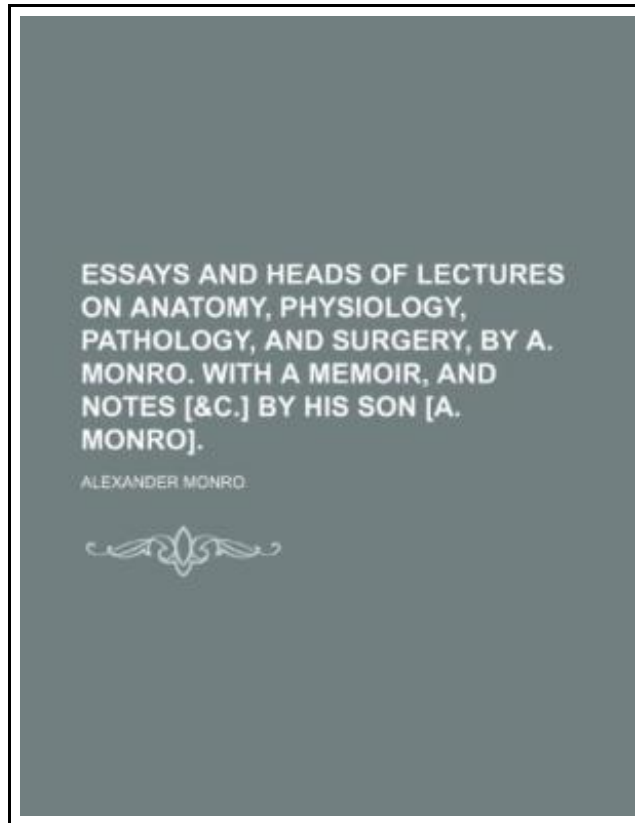 ESSAYS AND HEADS OF LECTURES
ON ANATOMY, PHYSIOLOGY,
PATHOLOGY, AND SURGERY, BY A.
MONRO. WITH A MEMOIR, AND
NOTES [&C.] BY HIS SON [A.
MONRO].
ALEXANDER MONRO